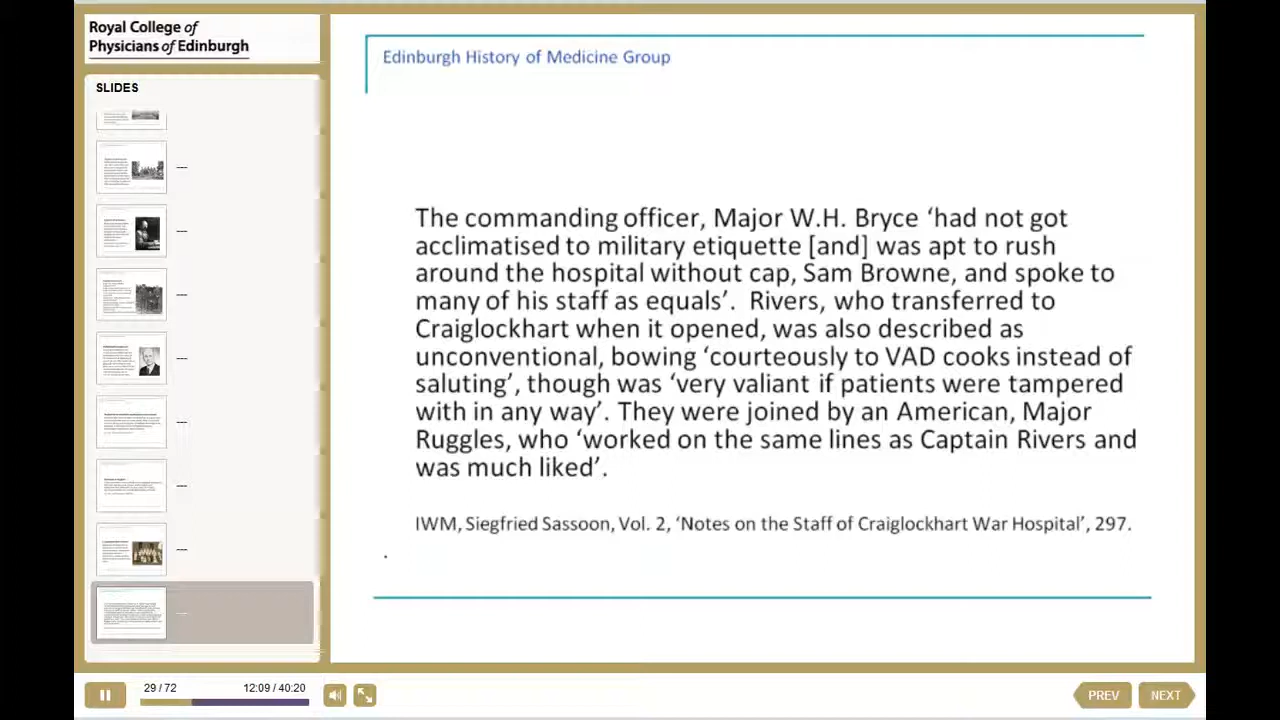 Royal College of
Physicians of Edinburgh
SLIDES
Edinburgh History of Medicine Group
The commanding officer, Major W.H. Bryce ‘had not got
acclimatised to military etiquette [and] was apt to rush
around the hospital without cap, Sam Browne, and spoke to
many of his staff as equals’. Rivers, who transferred to
Craiglockhart when it opened, was also described as
unconventional, bowing ‘courteously to VAD cooks instead of
saluting’, though was ‘very valiant if patients were tampered
with in any way’. They were joined by an American, Major
Ruggles, who ‘worked on the same lines as Captain Rivers and
was much liked’.
IWM, Siegfried Sassoon, Vol. 2, ‘Notes on the Staff of Craiglockhart War Hospital’, 297.
.
29 / 72
12:09 / 40:20
PREV
NEXT